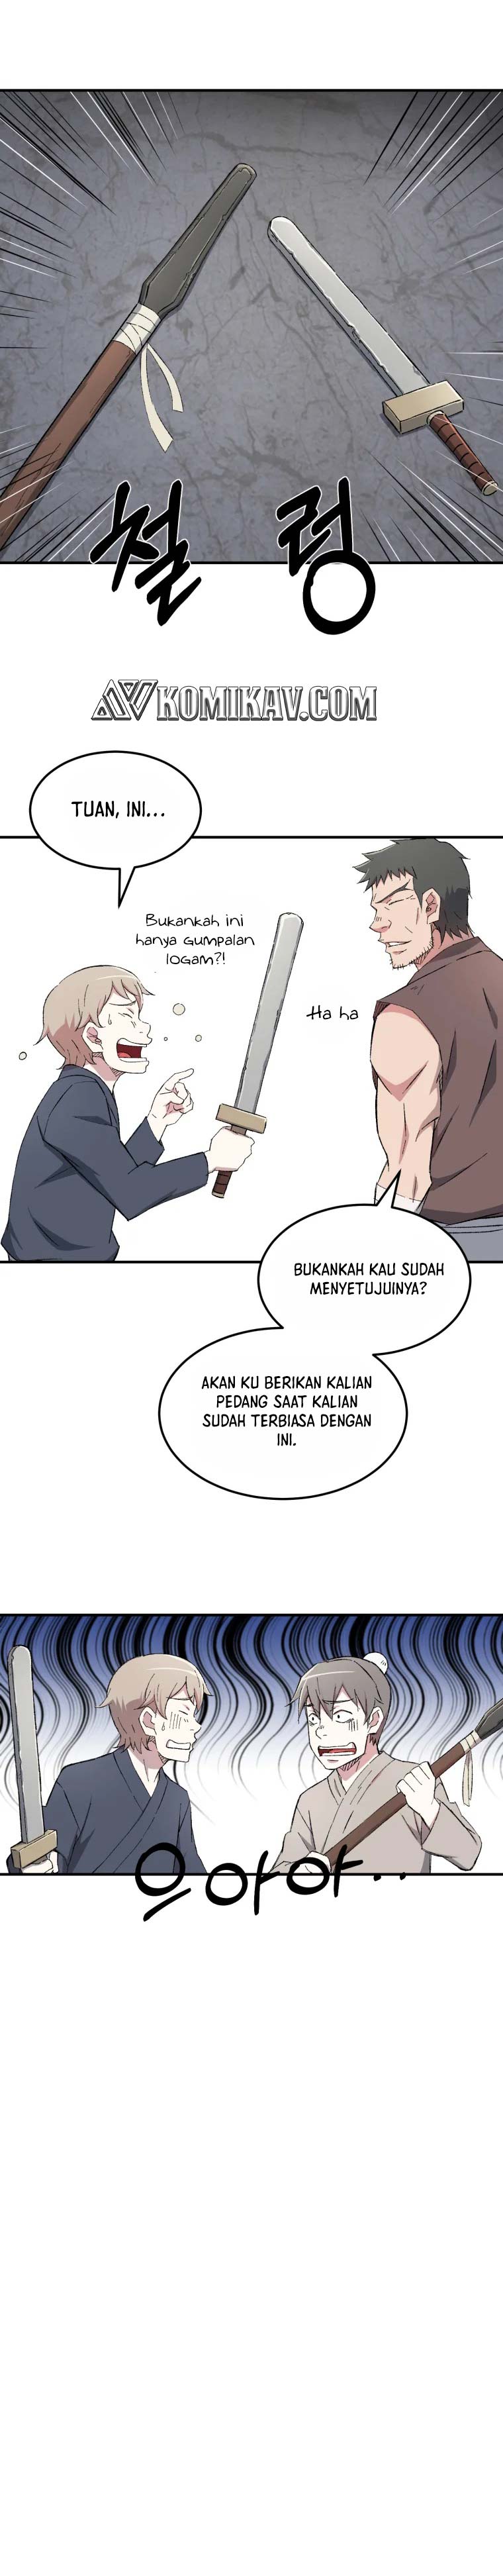 철렁
KOMIKAV.COM
TUAN, INI...
Bukankah ini
hanya gumpalan
logam?!
Ha ha
BUKANKAH KAU SUDAH
MENYETUJUINYA?
AKAN KU BERIKAN KALIAN
PEDANG SAAT KALIAN
SUDAH TERBIASA DENGAN
INI.
으아아..